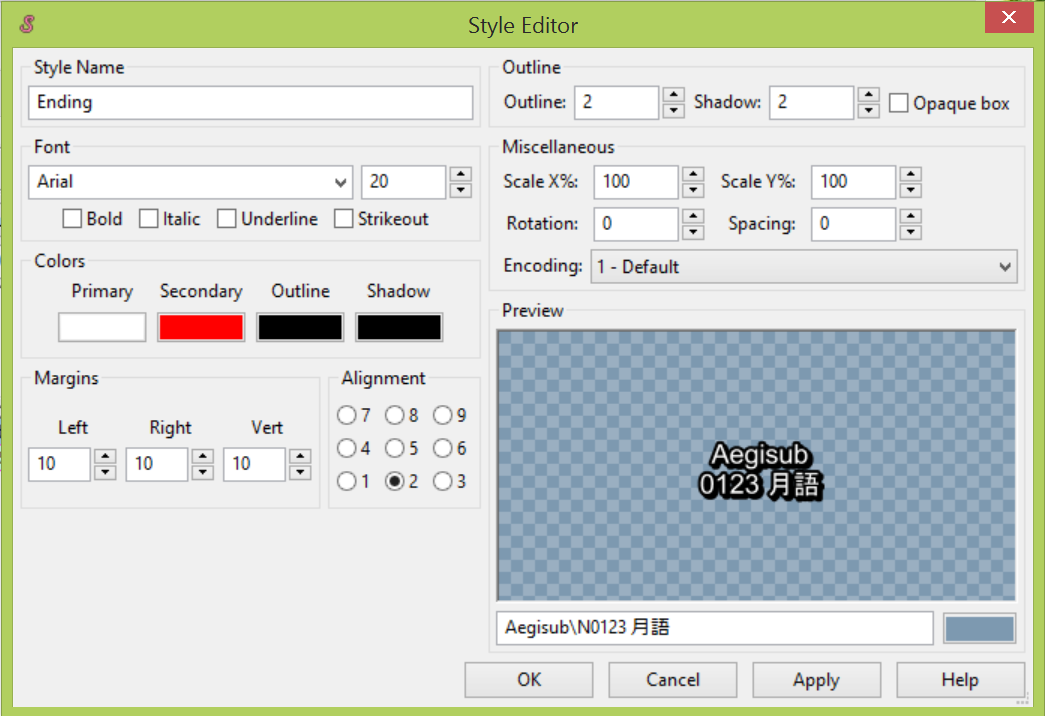 Style Editor
Style Name
Ending
Font
Arial 20
Bold Italic Underline Strikeout
Colors
Primary Secondary Outline Shadow
Margins
Left Right Vert
10 10 10
Alignment
7 8 9
4 5 6
1 2 3
Outline
Outline: 2 Shadow: 2 Opaque box
Miscellaneous
Scale X%: 100 Scale Y%: 100
Rotation: 0 Spacing: 0
Encoding: 1 - Default
Preview
Aegisub
0123 月語
Aegisub\N0123 月語
OK Cancel Apply Help